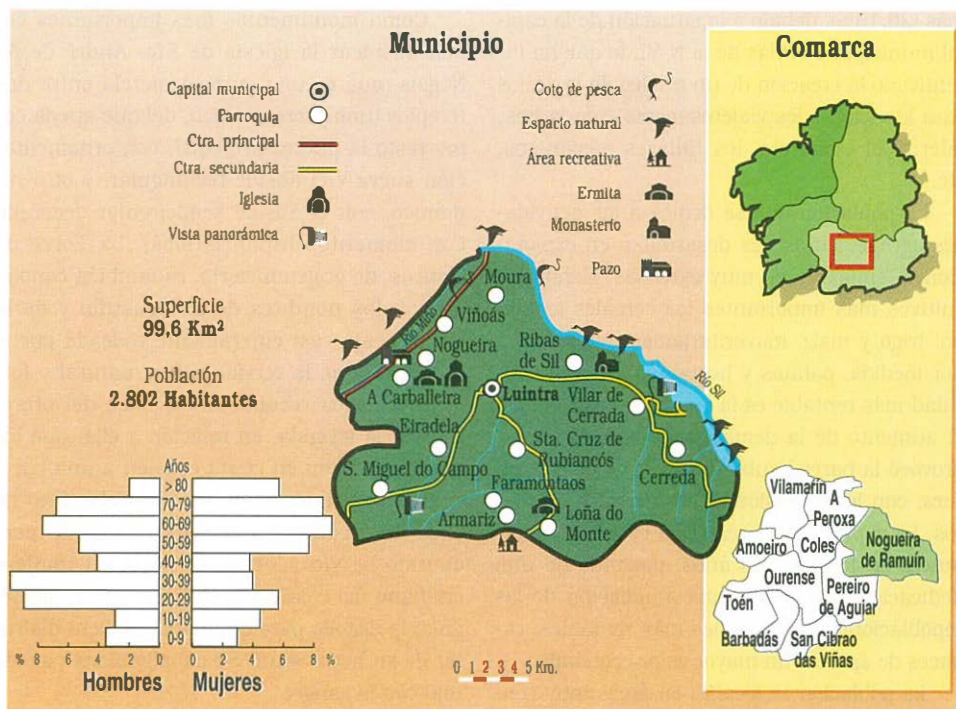 Municipio
Capital municipal
Parroquia
Ctra. principal
Ctra. secundaria
Iglesia
Vista panorámica
Coto de pesca
Espacio natural
Área recreativa
Ermita
Monasterio
Pazo
Comarca
Superficie
99,6 Km²
Población
2.802 Habitantes
Moura
Río Miño
Viñoás
Nogueira
Ribas
de Sil
Río Sil
A Carballeira
Luintra
Vilar de
Cerrada
Eiradela
Sta. Cruz de
Rubiancós
S. Miguel do Campo
Cerreda
Faramontaos
Armariz
Loña do
Monte
Años
> 80
70-79
60-69
50-59
40-49
30-39
20-29
10-19
0-9
% 8 6 4 2 0
0 2 4 6 8 %
Hombres
Mujeres
0 1 2 3 4 5 Km.
Vilamafín
A
Peroxa
Amoeiro
Coles
Nogueira
de Ramuín
Ourense
Pereiro
de Aguiar
Toén
Barbadás
San Cibrao
das Viñas